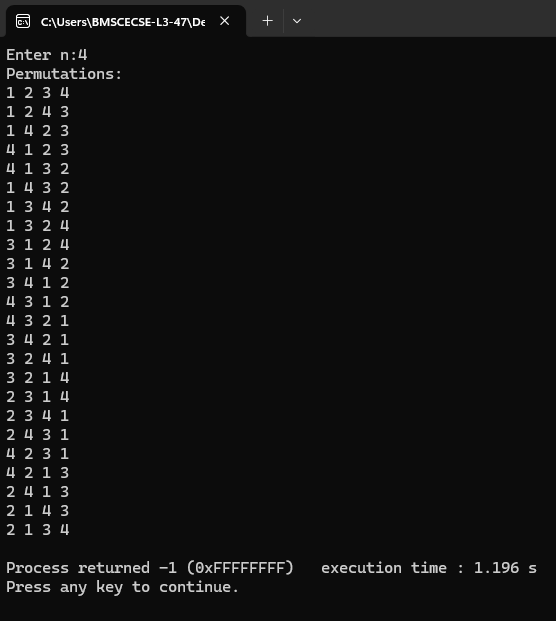 C:\Users\BMSCECSE-L3-47\De
Enter n:4
Permutations:
1 2 3 4
1 2 4 3
1 4 2 3
4 1 2 3
4 1 3 2
1 4 3 2
1 3 4 2
1 3 2 4
3 1 2 4
3 1 4 2
3 4 1 2
4 3 1 2
4 3 2 1
3 4 2 1
3 2 4 1
3 2 1 4
2 3 1 4
2 3 4 1
2 4 3 1
4 2 3 1
4 2 1 3
2 4 1 3
2 1 4 3
2 1 3 4
Process returned -1 (0xFFFFFFFF)   execution time : 1.196 s
Press any key to continue.